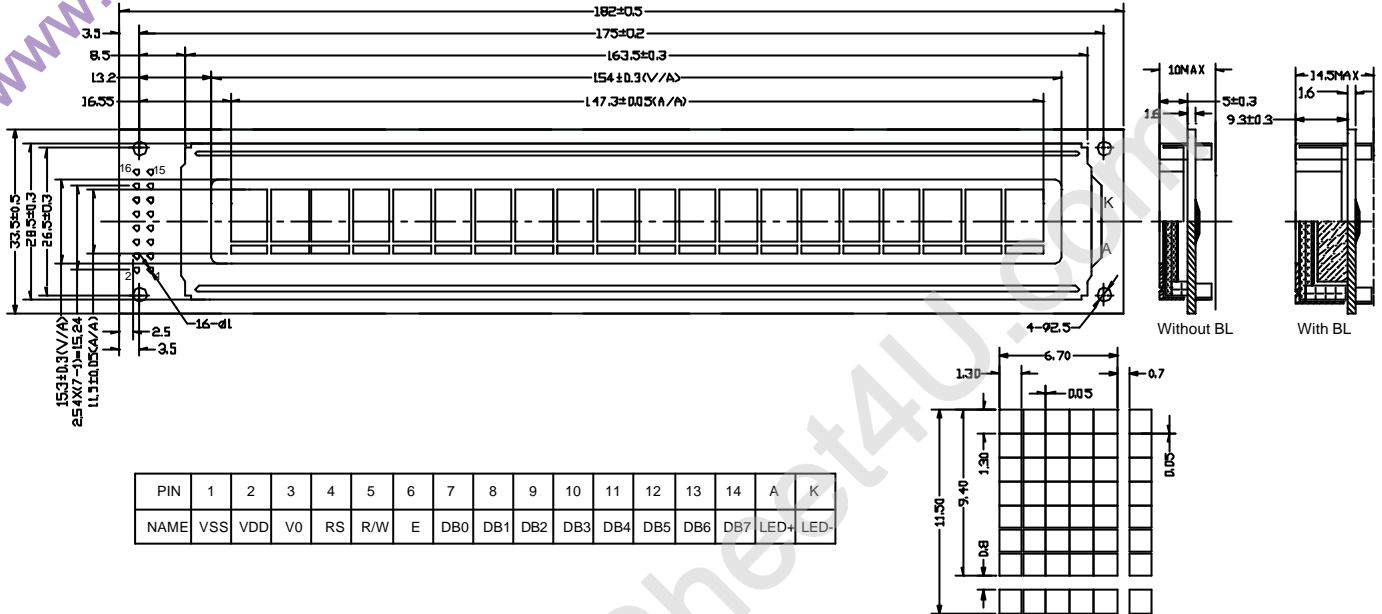 www.
182±0.5
3.5 175±0.2
8.5 163.5±0.3
13.2 154±0.3(V/A)
16.55 147.3±0.05(A/A)
10MAX
14.5MAX
1.6
5±0.3
1.6
9.3±0.3
33.5±0.5
28.5±0.3
26.5±0.3
16 15
2 1
K
A
15.3±0.3(V/A)
2.54X(7-1)=15.24
11.5±0.05(A/A)
2.5
3.5
16-ø1
4-φ2.5
Without BL
With BL
6.70
1.30
0.7
0.05
11.50
9.40
1.30
0.8
0.05
PIN 1 2 3 4 5 6 7 8 9 10 11 12 13 14 A K
NAME VSS VDD V0 RS R/W E DB0 DB1 DB2 DB3 DB4 DB5 DB6 DB7 LED+ LED-
heet4U.com